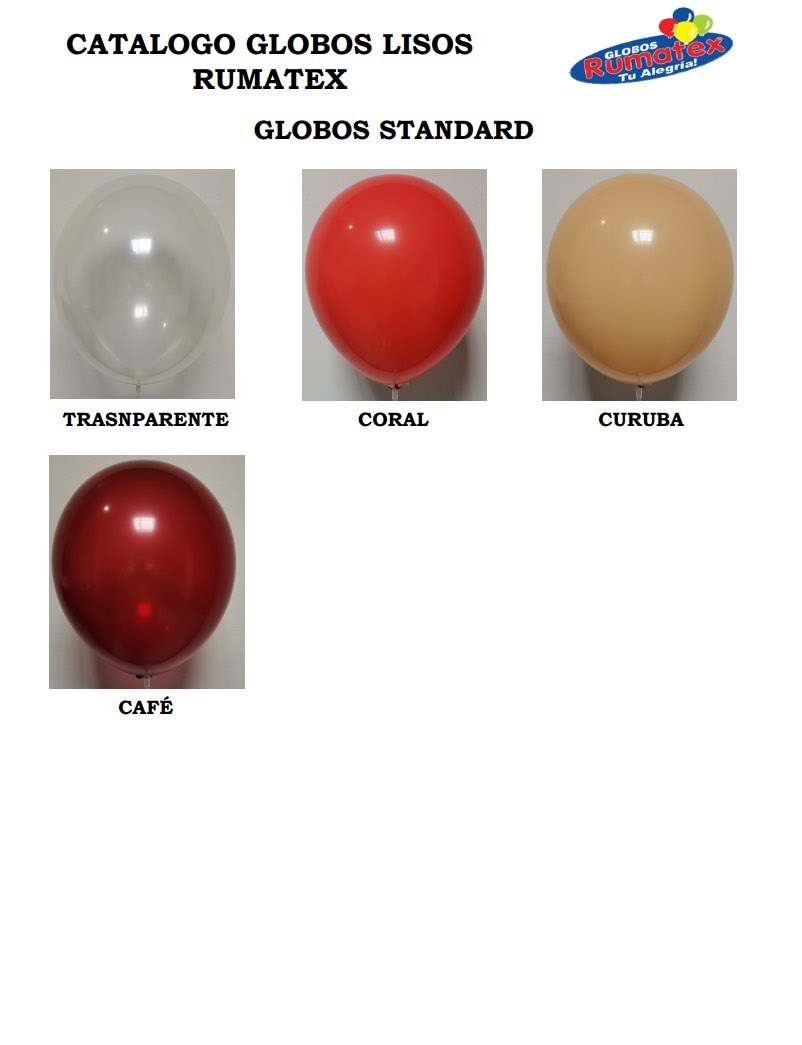 CATALOGO GLOBOS LISOS
RUMATEX
GLOBOS
Rumatex
Tu Alegría!
GLOBOS STANDARD
TRASNPARENTE
CORAL
CURUBA
CAFÉ